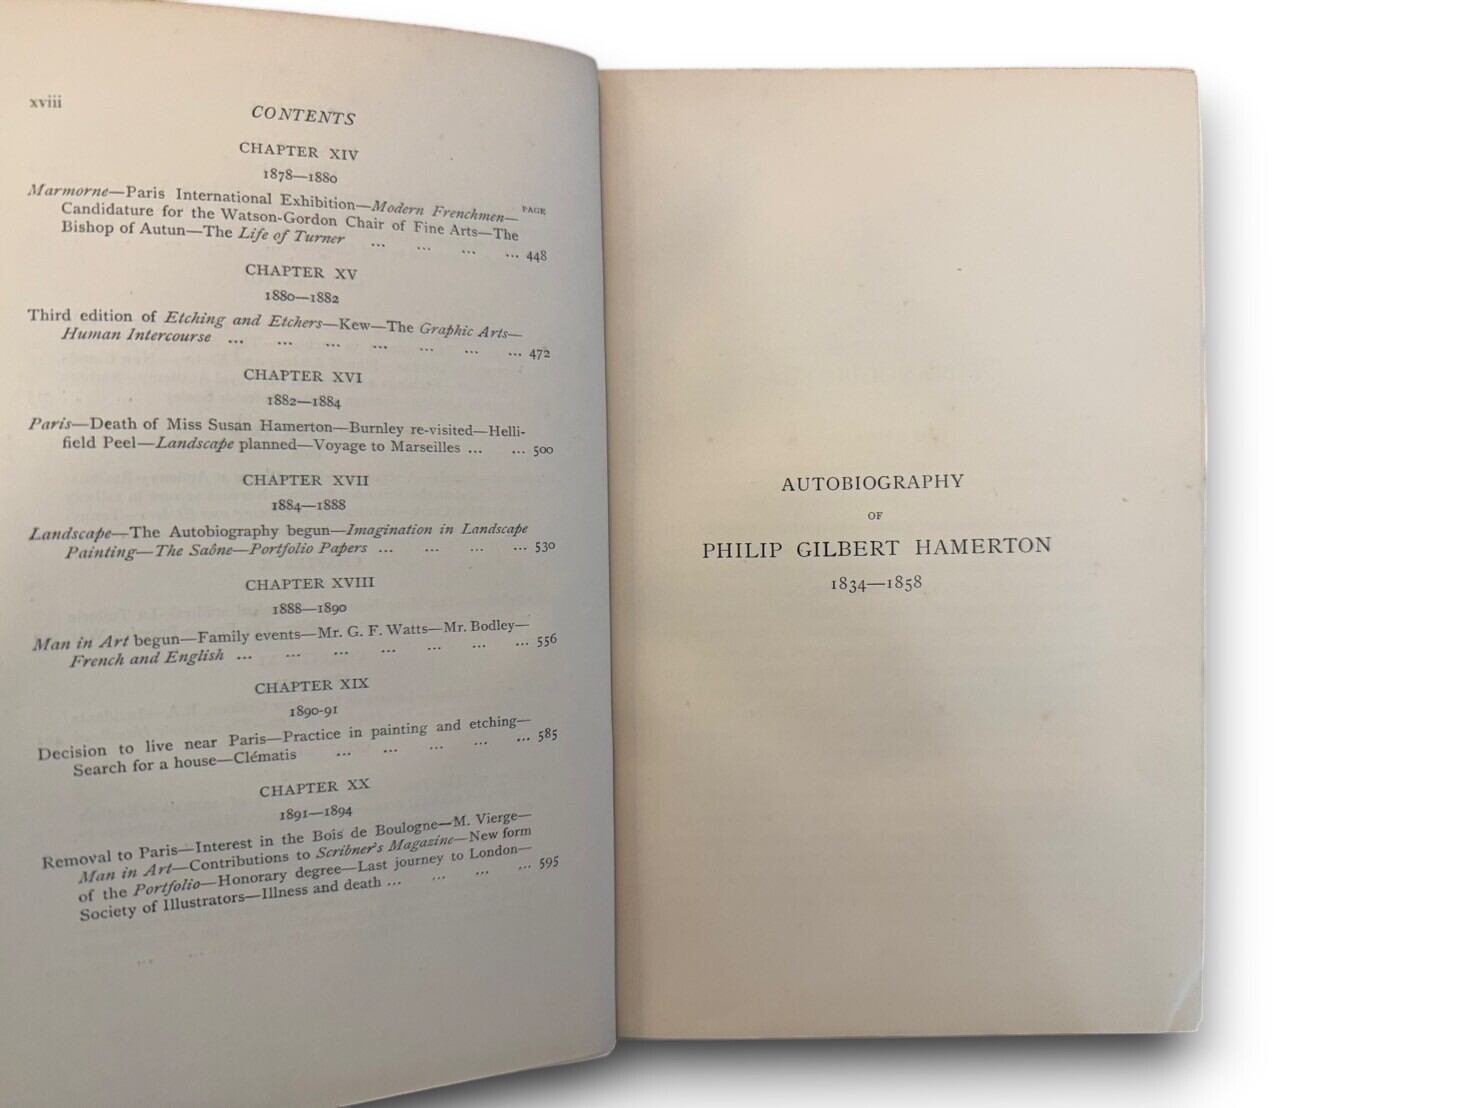 xviii
CONTENTS
CHAPTER XIV
1878—1880
PAGE
Marmorne—Paris International Exhibition—Modern Frenchmen—
Candidature for the Watson-Gordon Chair of Fine Arts—The
Bishop of Autun—The Life of Turner ... ... ... ... 448
CHAPTER XV
1880—1882
Third edition of Etching and Etchers—Kew—The Graphic Arts—
Human Intercourse ... ... ... ... ... ... ... 472
CHAPTER XVI
1882—1884
Paris—Death of Miss Susan Hamerton—Burnley re-visited—Helli-
field Peel—Landscape planned—Voyage to Marseilles ... ... 500
CHAPTER XVII
1884—1888
Landscape—The Autobiography begun—Imagination in Landscape
Painting—The Saône—Portfolio Papers ... ... ... ... 530
CHAPTER XVIII
1888—1890
Man in Art begun—Family events—Mr. G. F. Watts—Mr. Bodley—
French and English ... ... ... ... ... ... ... 556
CHAPTER XIX
1890-91
Decision to live near Paris—Practice in painting and etching—
Search for a house—Clématis ... ... ... ... ... 585
CHAPTER XX
1891—1894
Removal to Paris—Interest in the Bois de Boulogne—M. Vierge—
Man in Art—Contributions to Scribner's Magazine—New form
of the Portfolio—Honorary degree—Last journey to London—
Society of Illustrators—Illness and death ... ... ... ... 595
AUTOBIOGRAPHY
OF
PHILIP GILBERT HAMERTON
1834—1858